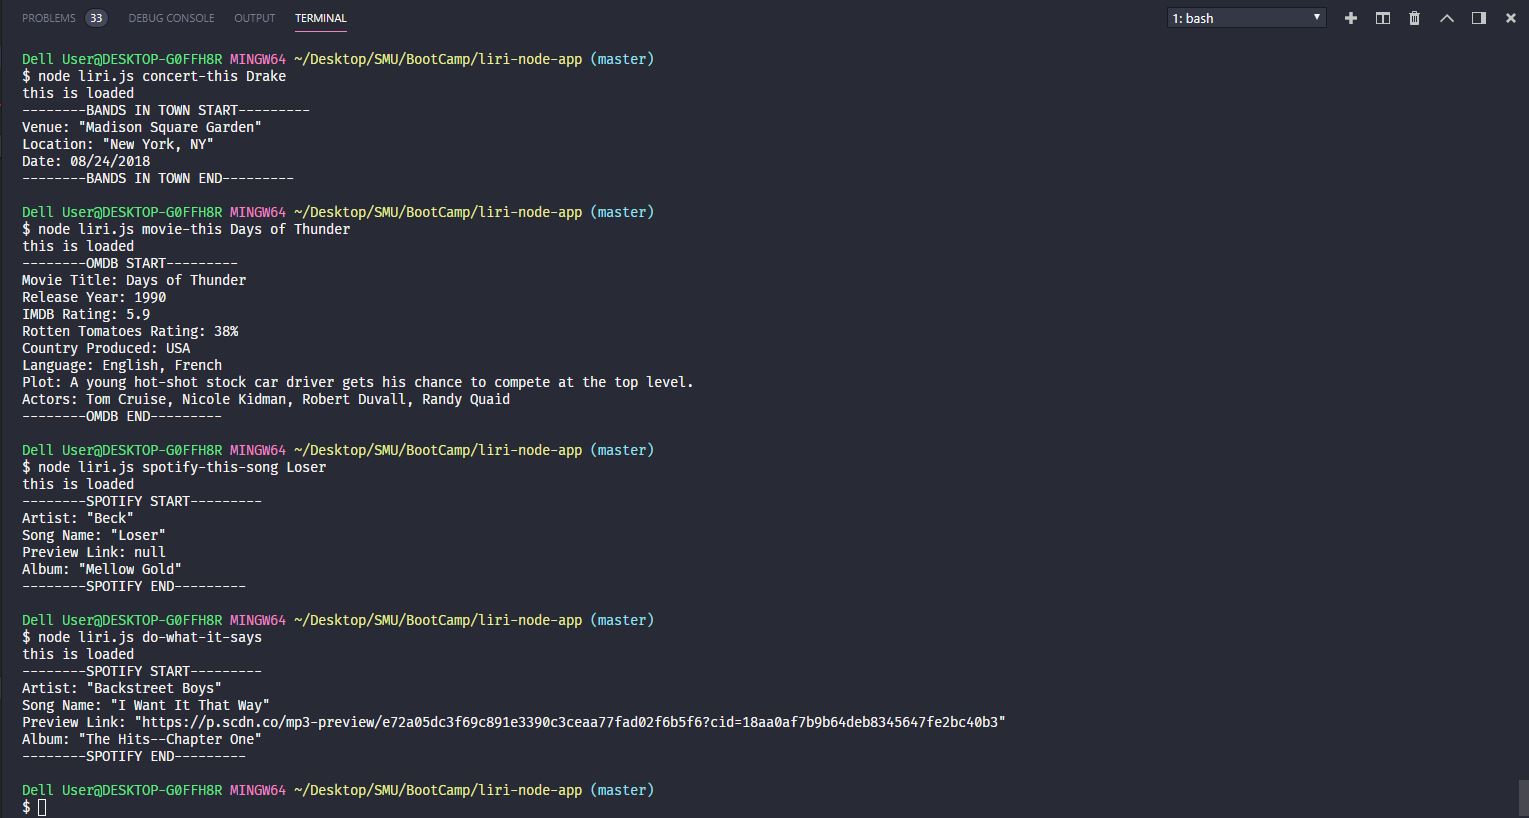 PROBLEMS 33 DEBUG CONSOLE OUTPUT TERMINAL 1: bash
Dell User@DESKTOP-G0FFH8R MINGW64 ~/Desktop/SMU/BootCamp/liri-node-app (master)
$ node liri.js concert-this Drake
this is loaded
--------BANDS IN TOWN START---------
Venue: "Madison Square Garden"
Location: "New York, NY"
Date: 08/24/2018
--------BANDS IN TOWN END---------
Dell User@DESKTOP-G0FFH8R MINGW64 ~/Desktop/SMU/BootCamp/liri-node-app (master)
$ node liri.js movie-this Days of Thunder
this is loaded
--------OMDB START---------
Movie Title: Days of Thunder
Release Year: 1990
IMDB Rating: 5.9
Rotten Tomatoes Rating: 38%
Country Produced: USA
Language: English, French
Plot: A young hot-shot stock car driver gets his chance to compete at the top level.
Actors: Tom Cruise, Nicole Kidman, Robert Duvall, Randy Quaid
--------OMDB END---------
Dell User@DESKTOP-G0FFH8R MINGW64 ~/Desktop/SMU/BootCamp/liri-node-app (master)
$ node liri.js spotify-this-song Loser
this is loaded
--------SPOTIFY START---------
Artist: "Beck"
Song Name: "Loser"
Preview Link: null
Album: "Mellow Gold"
--------SPOTIFY END---------
Dell User@DESKTOP-G0FFH8R MINGW64 ~/Desktop/SMU/BootCamp/liri-node-app (master)
$ node liri.js do-what-it-says
this is loaded
--------SPOTIFY START---------
Artist: "Backstreet Boys"
Song Name: "I Want It That Way"
Preview Link: "https://p.scdn.co/mp3-preview/e72a05dc3f69c891e3390c3ceaa77fad02f6b5f6?cid=18aa0af7b9b64deb8345647fe2bc40b3"
Album: "The Hits--Chapter One"
--------SPOTIFY END---------
Dell User@DESKTOP-G0FFH8R MINGW64 ~/Desktop/SMU/BootCamp/liri-node-app (master)
$